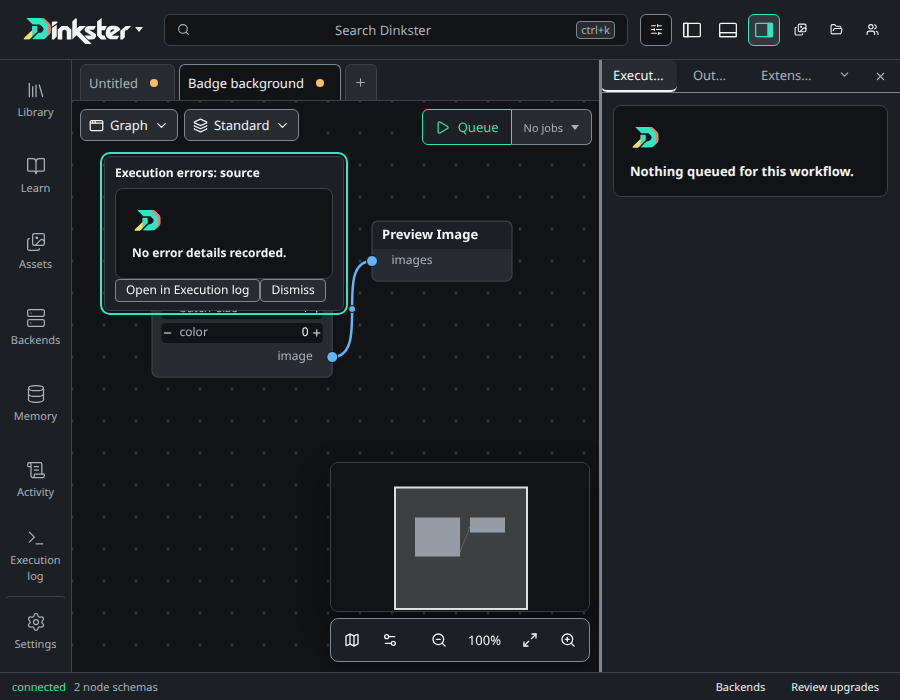 Dinkster
Search Dinkster
ctrl+k
Library
Learn
Assets
Backends
Memory
Activity
Execution
log
Settings
Untitled
Badge background
+
Graph
Standard
Queue
No jobs
Execution errors: source
No error details recorded.
Open in Execution log
Dismiss
color
0
image
Preview Image
images
100%
Execut...
Out...
Extens...
Nothing queued for this workflow.
connected
2 node schemas
Backends
Review upgrades